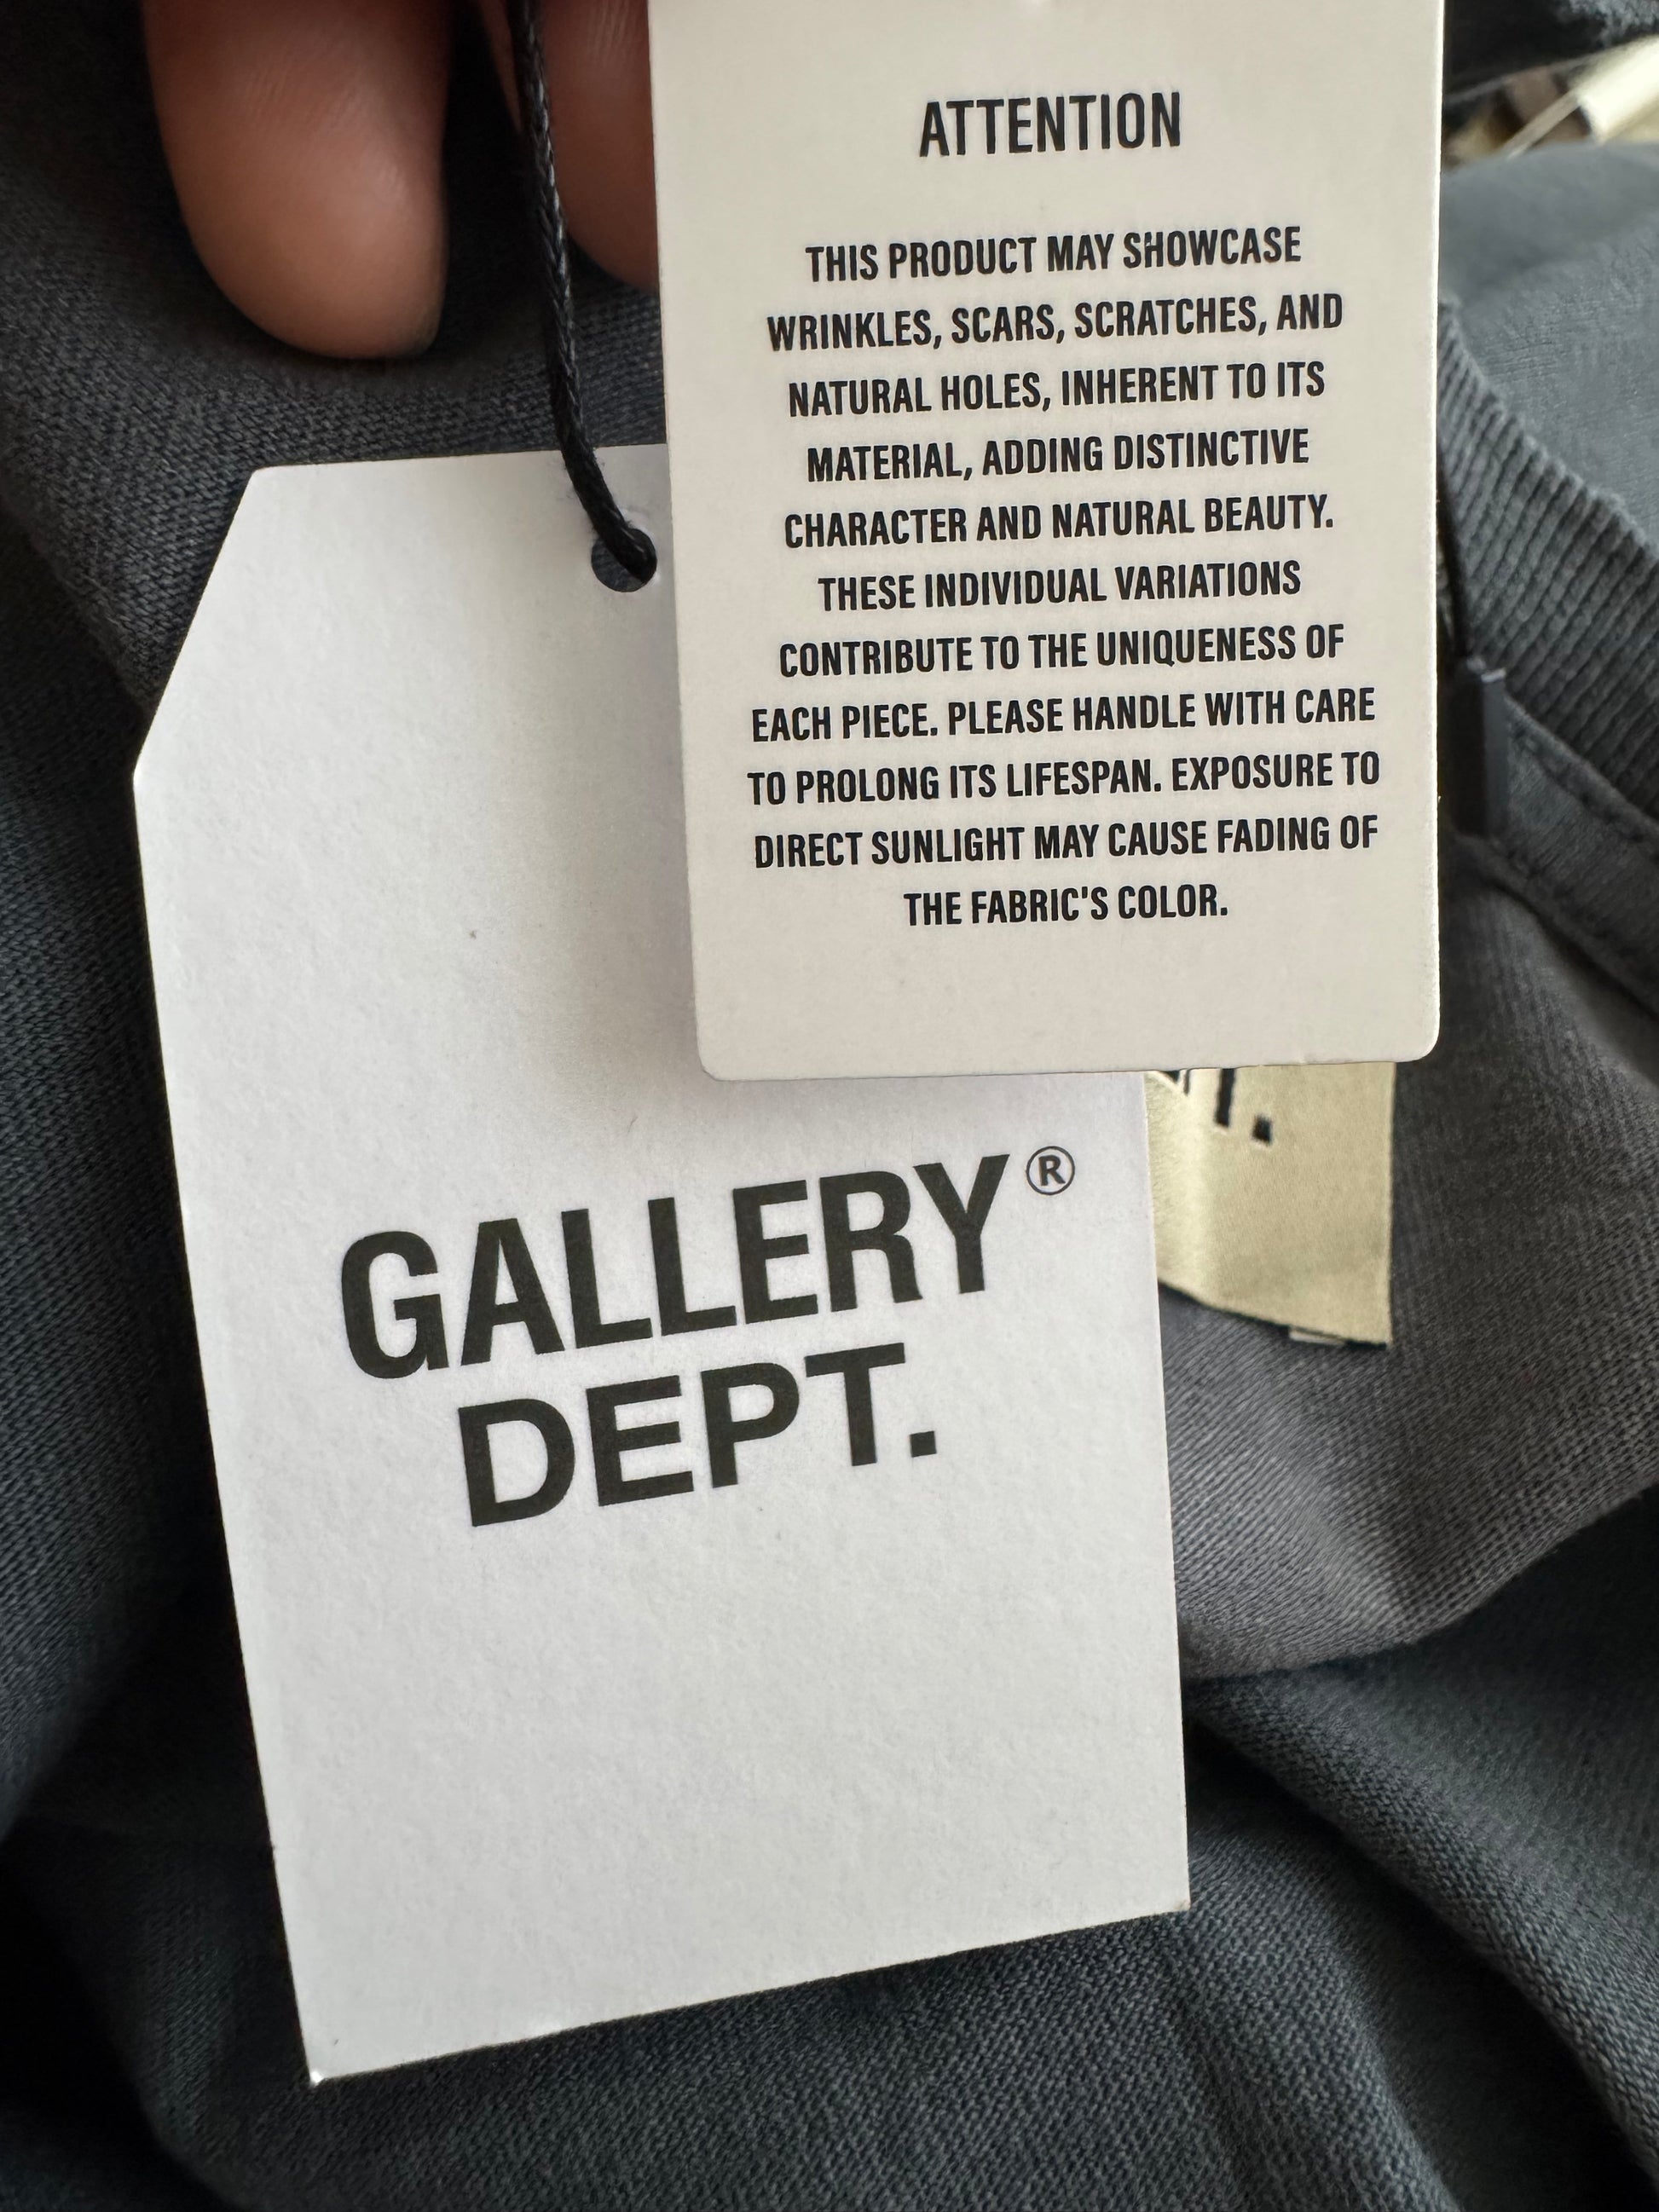 ATTENTION
THIS PRODUCT MAY SHOWCASE
WRINKLES, SCARS, SCRATCHES, AND
NATURAL HOLES, INHERENT TO ITS
MATERIAL, ADDING DISTINCTIVE
CHARACTER AND NATURAL BEAUTY.
THESE INDIVIDUAL VARIATIONS
CONTRIBUTE TO THE UNIQUENESS OF
EACH PIECE. PLEASE HANDLE WITH CARE
TO PROLONG ITS LIFESPAN. EXPOSURE TO
DIRECT SUNLIGHT MAY CAUSE FADING OF
THE FABRIC'S COLOR.
GALLERY®
DEPT.